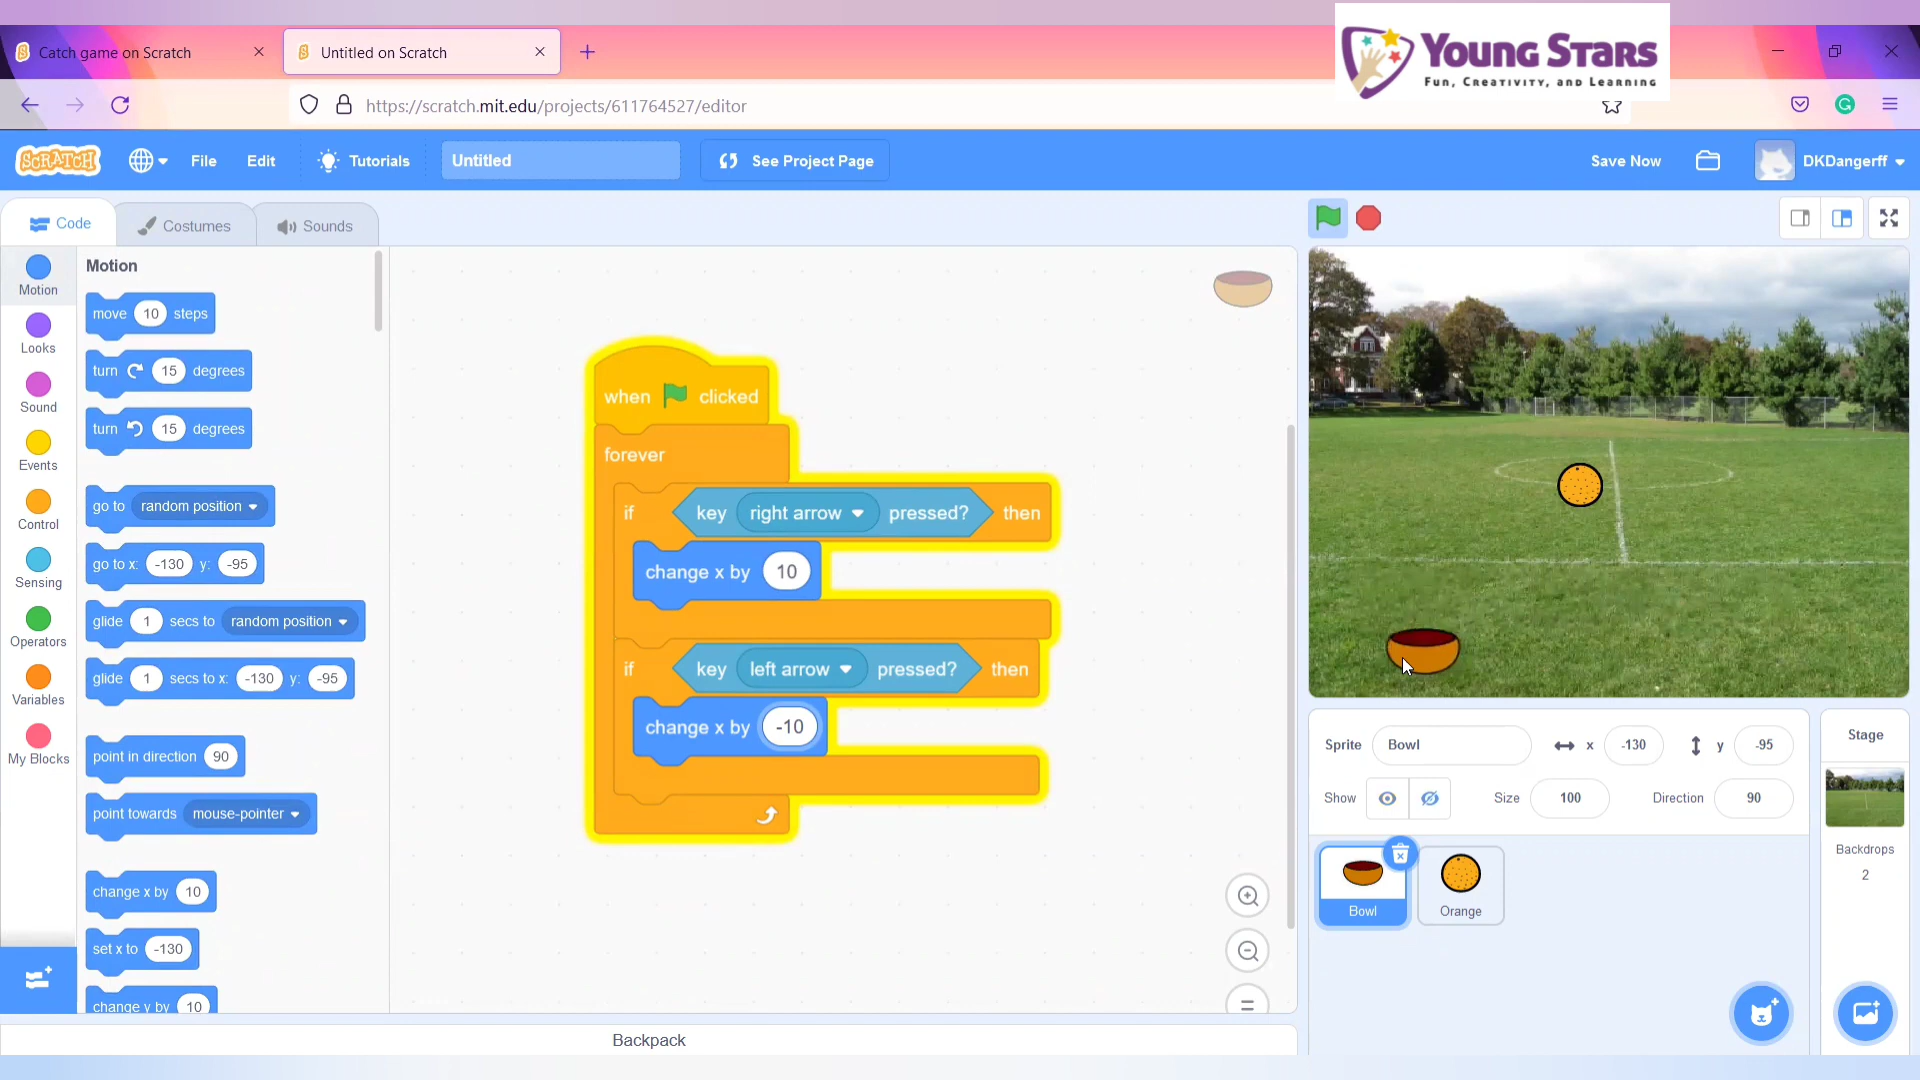 Catch game on Scratch
Untitled on Scratch
Young Stars
Fun, Creativity, and Learning
https://scratch.mit.edu/projects/611764527/editor
SCRATCH
File
Edit
Tutorials
Untitled
See Project Page
Save Now
DKDangerff
Code
Costumes
Sounds
Motion
Looks
Sound
Events
Control
Sensing
Operators
Variables
My Blocks
Motion
move 10 steps
turn 15 degrees
turn 15 degrees
go to random position
go to x: -130 y: -95
glide 1 secs to random position
glide 1 secs to x: -130 y: -95
point in direction 90
point towards mouse-pointer
change x by 10
set x to -130
change y by 10
when clicked
forever
if key right arrow pressed? then
change x by 10
if key left arrow pressed? then
change x by -10
Backpack
Sprite Bowl x -130 y -95
Show Size 100 Direction 90
Bowl
Orange
Stage
Backdrops
2